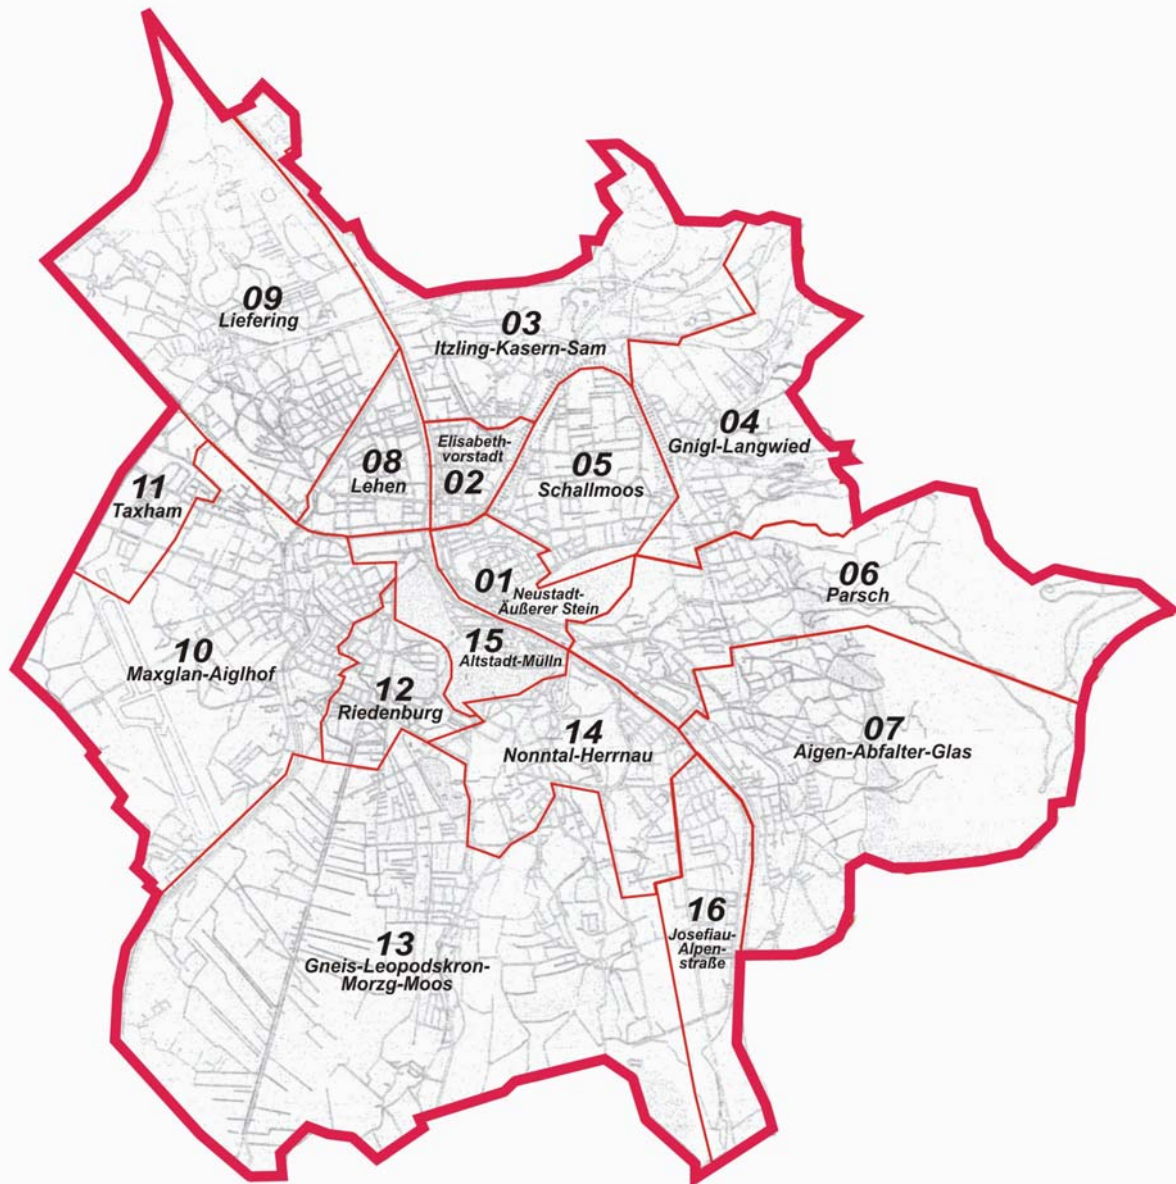 09
Liefering
03
Itzling-Kasern-Sam
04
Gnigl-Langwied
Elisabeth-
vorstadt
02
08
Lehen
05
Schallmoos
11
Taxham
01
Neustadt-
Äußerer Stein
06
Parsch
15
Altstadt-Mülln
10
Maxglan-Aiglhof
12
Riedenburg
14
Nonntal-Herrnau
07
Aigen-Abfalter-Glas
16
Josefiau-
Alpen-
straße
13
Gneis-Leopodskron-
Morzg-Moos